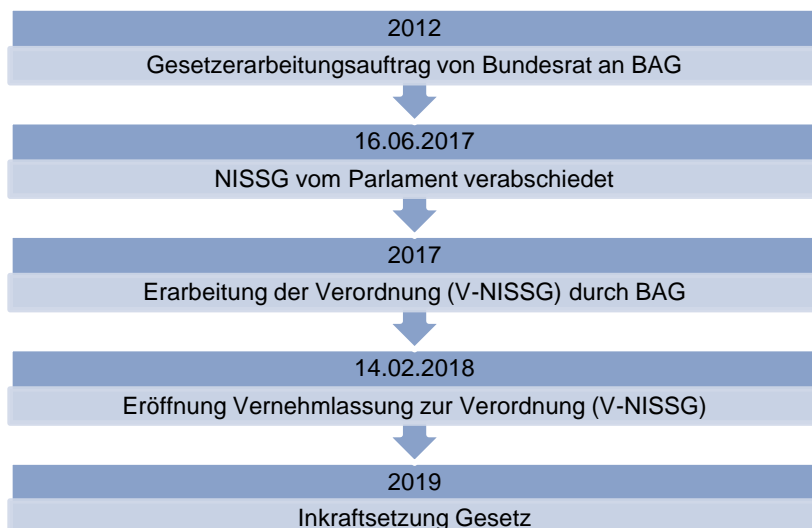 2012
Gesetzerarbeitungsauftrag von Bundesrat an BAG
16.06.2017
NISSG vom Parlament verabschiedet
2017
Erarbeitung der Verordnung (V-NISSG) durch BAG
14.02.2018
Eröffnung Vernehmlassung zur Verordnung (V-NISSG)
2019
Inkraftsetzung Gesetz